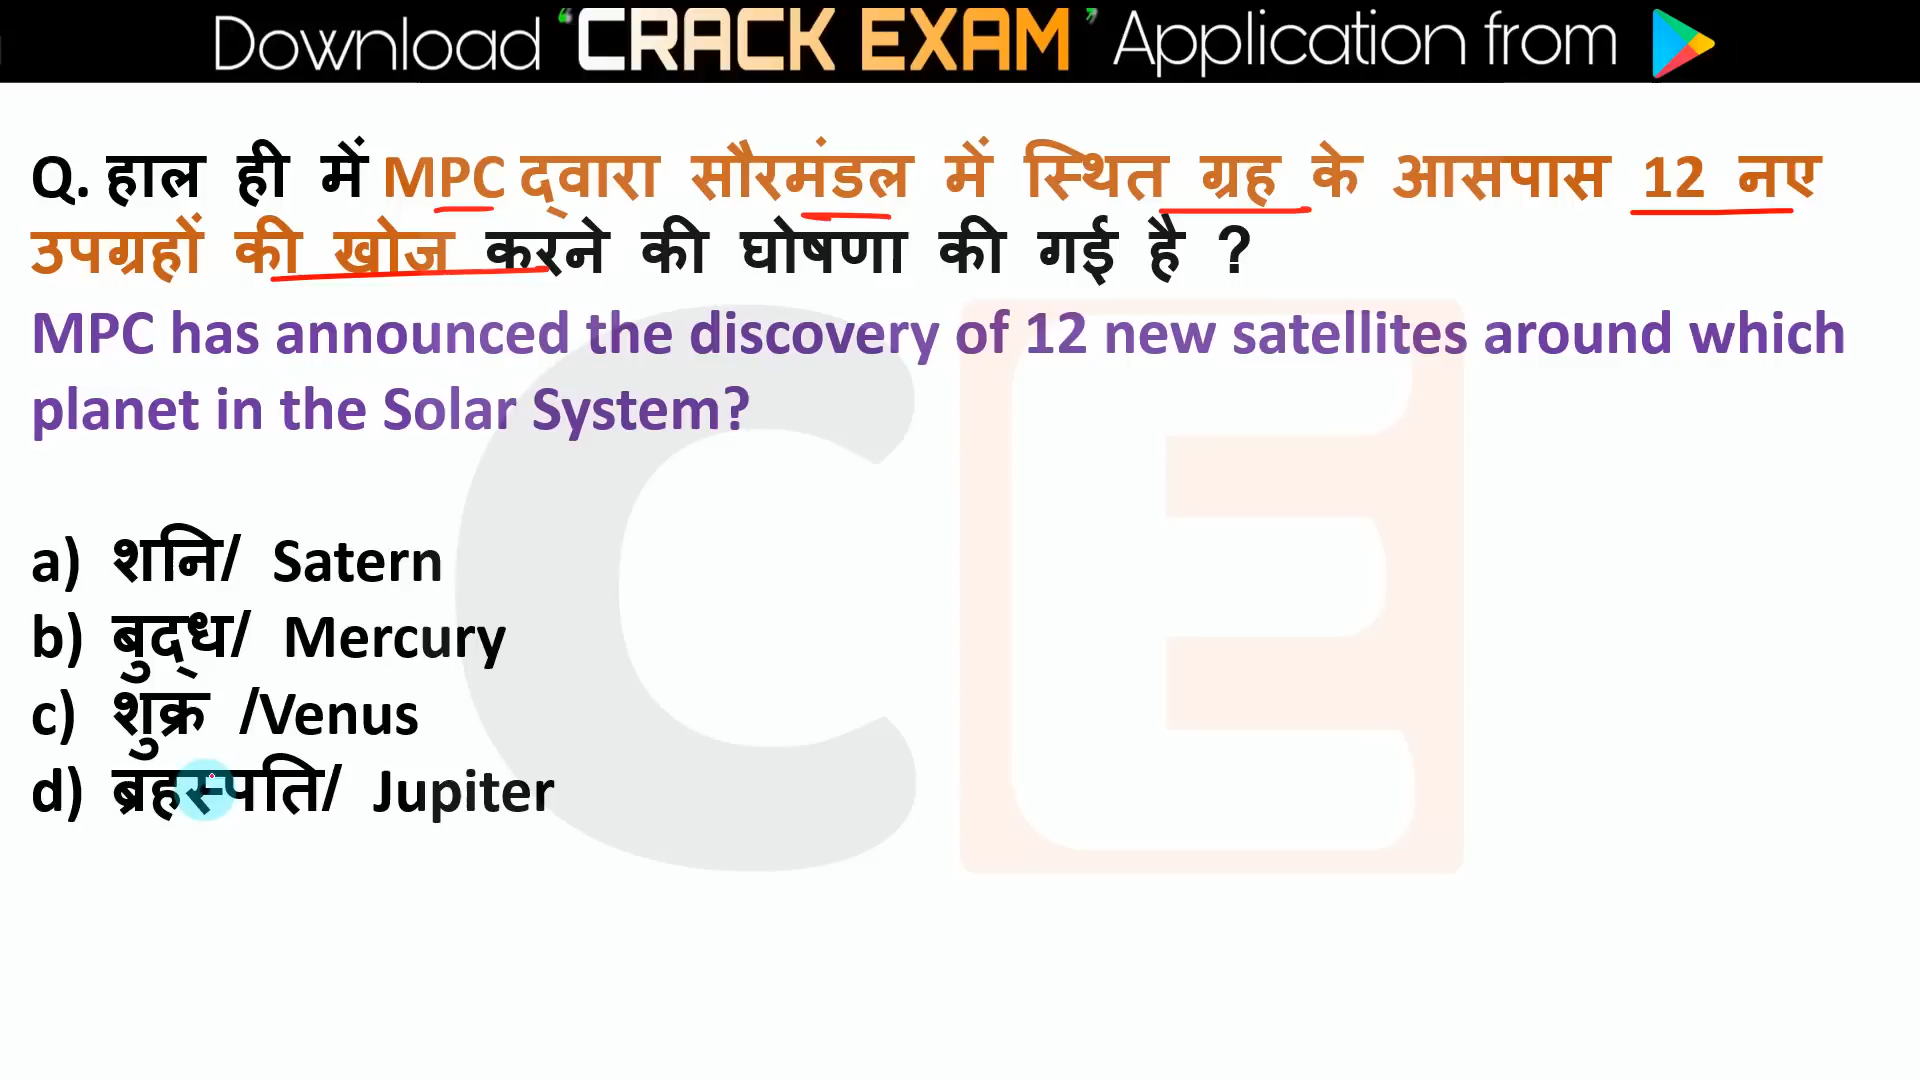 Download ‘CRACK EXAM’ Application from
Q. हाल ही में MPC द्वारा सौरमंडल में स्थित ग्रह के आसपास 12 नए
उपग्रहों की खोज करने की घोषणा की गई है ?
MPC has announced the discovery of 12 new satellites around which
planet in the Solar System?
a) शनि/ Satern
b) बुद्ध/ Mercury
c) शुक्र /Venus
d) ब्रहस्पति/ Jupiter
CE